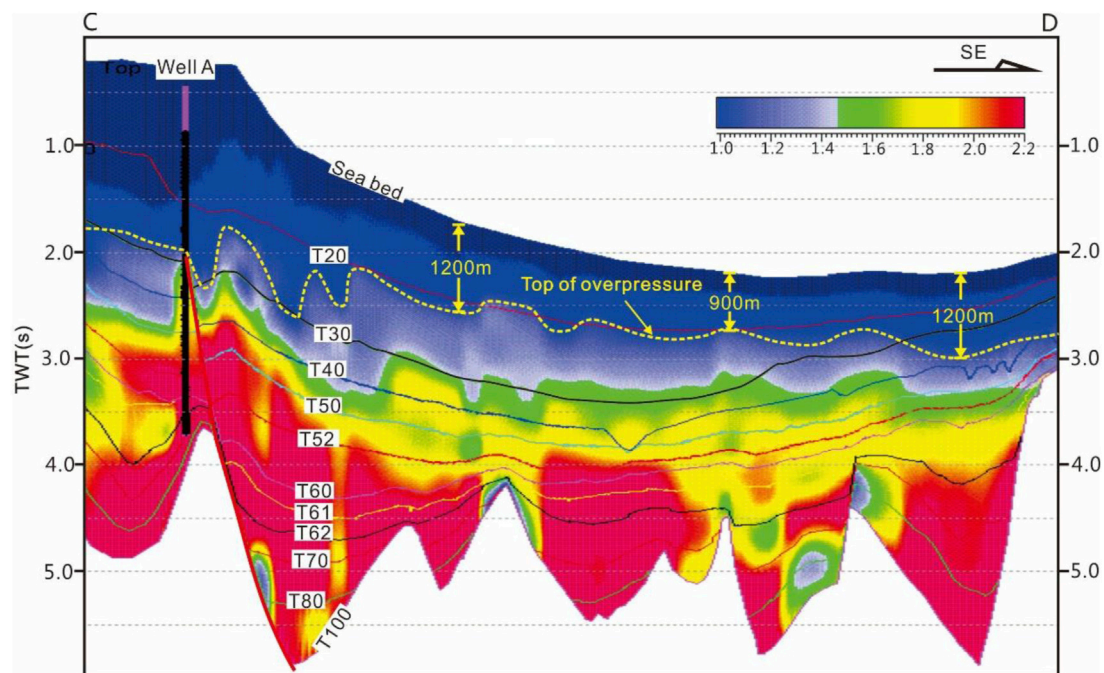 C
D
Top
Well A
SE
1.0 1.2 1.4 1.6 1.8 2.0 2.2
1.0
1.0
Sea bed
2.0
2.0
T20
1200m
Top of overpressure
900m
1200m
T30
TWT(s)
3.0
3.0
T40
T50
T52
4.0
4.0
T60
T61
T62
T70
5.0
5.0
T80
T100